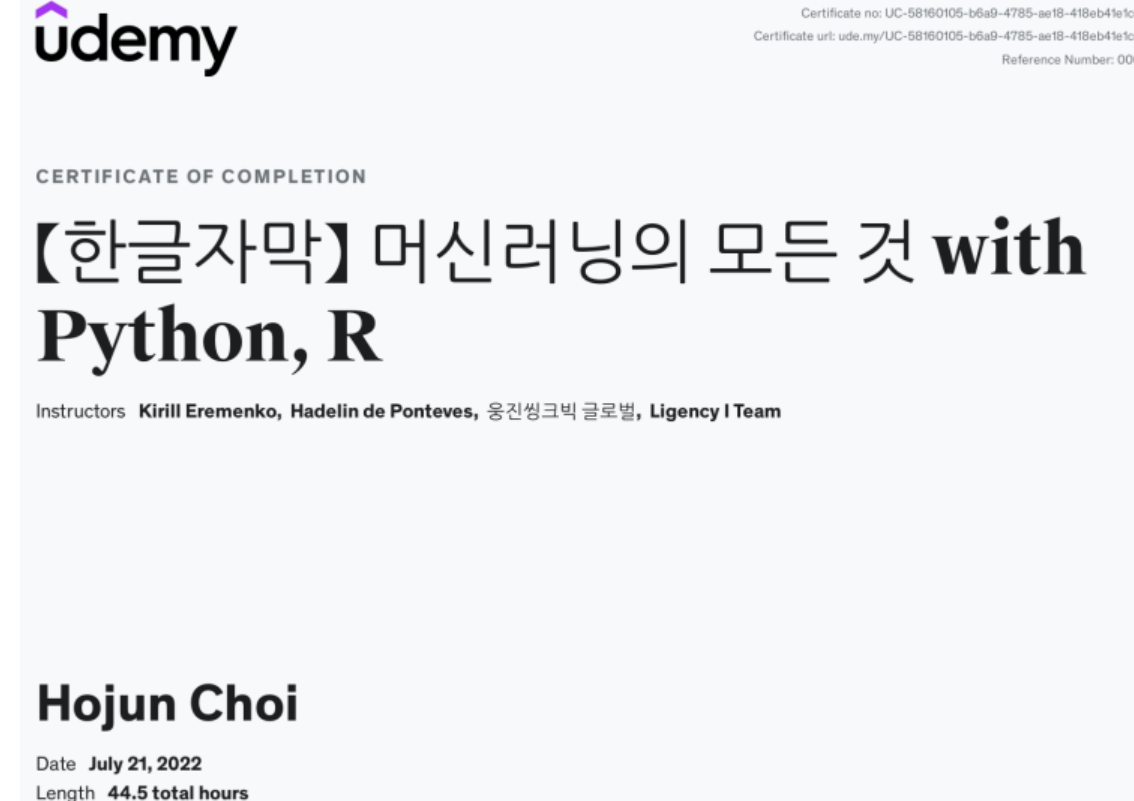 udemy
Certificate no: UC-58160105-b6a9-4785-ae18-418eb41e1c
Certificate url: ude.my/UC-58160105-b6a9-4785-ae18-418eb41e1c
Reference Number: 00
CERTIFICATE OF COMPLETION
【한글자막】 머신러닝의 모든 것 with
Python, R
Instructors Kirill Eremenko, Hadelin de Ponteves, 웅진씽크빅 글로벌, Ligency I Team
Hojun Choi
Date July 21, 2022
Length 44.5 total hours